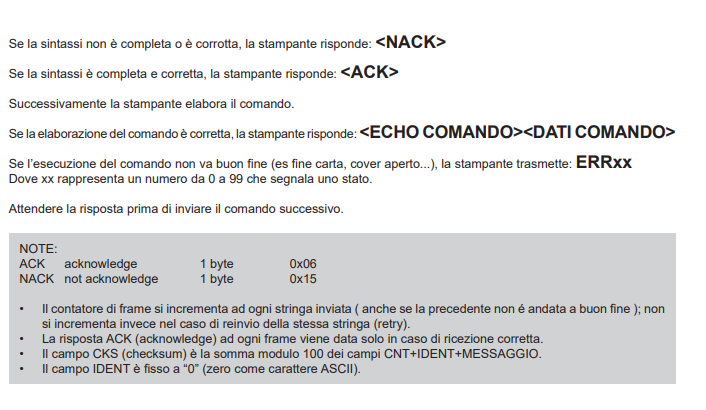 Se la sintassi non è completa o è corrotta, la stampante risponde: <NACK>
Se la sintassi è completa e corretta, la stampante risponde: <ACK>
Successivamente la stampante elabora il comando.
Se la elaborazione del comando è corretta, la stampante risponde: <ECHO COMANDO><DATI COMANDO>
Se l'esecuzione del comando non va buon fine (es fine carta, cover aperto...), la stampante trasmette: ERRxx
Dove xx rappresenta un numero da 0 a 99 che segnala uno stato.
Attendere la risposta prima di inviare il comando successivo.
NOTE:
ACK acknowledge 1 byte 0x06
NACK not acknowledge 1 byte 0x15
• Il contatore di frame si incrementa ad ogni stringa inviata ( anche se la precedente non é andata a buon fine ); non
si incrementa invece nel caso di reinvio della stessa stringa (retry).
• La risposta ACK (acknowledge) ad ogni frame viene data solo in caso di ricezione corretta.
• Il campo CKS (checksum) è la somma modulo 100 dei campi CNT+IDENT+MESSAGGIO.
• Il campo IDENT è fisso a “0” (zero come carattere ASCII).